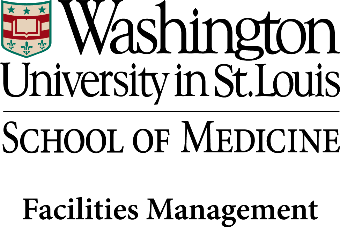 Washington
University in St. Louis
SCHOOL OF MEDICINE
Facilities Management